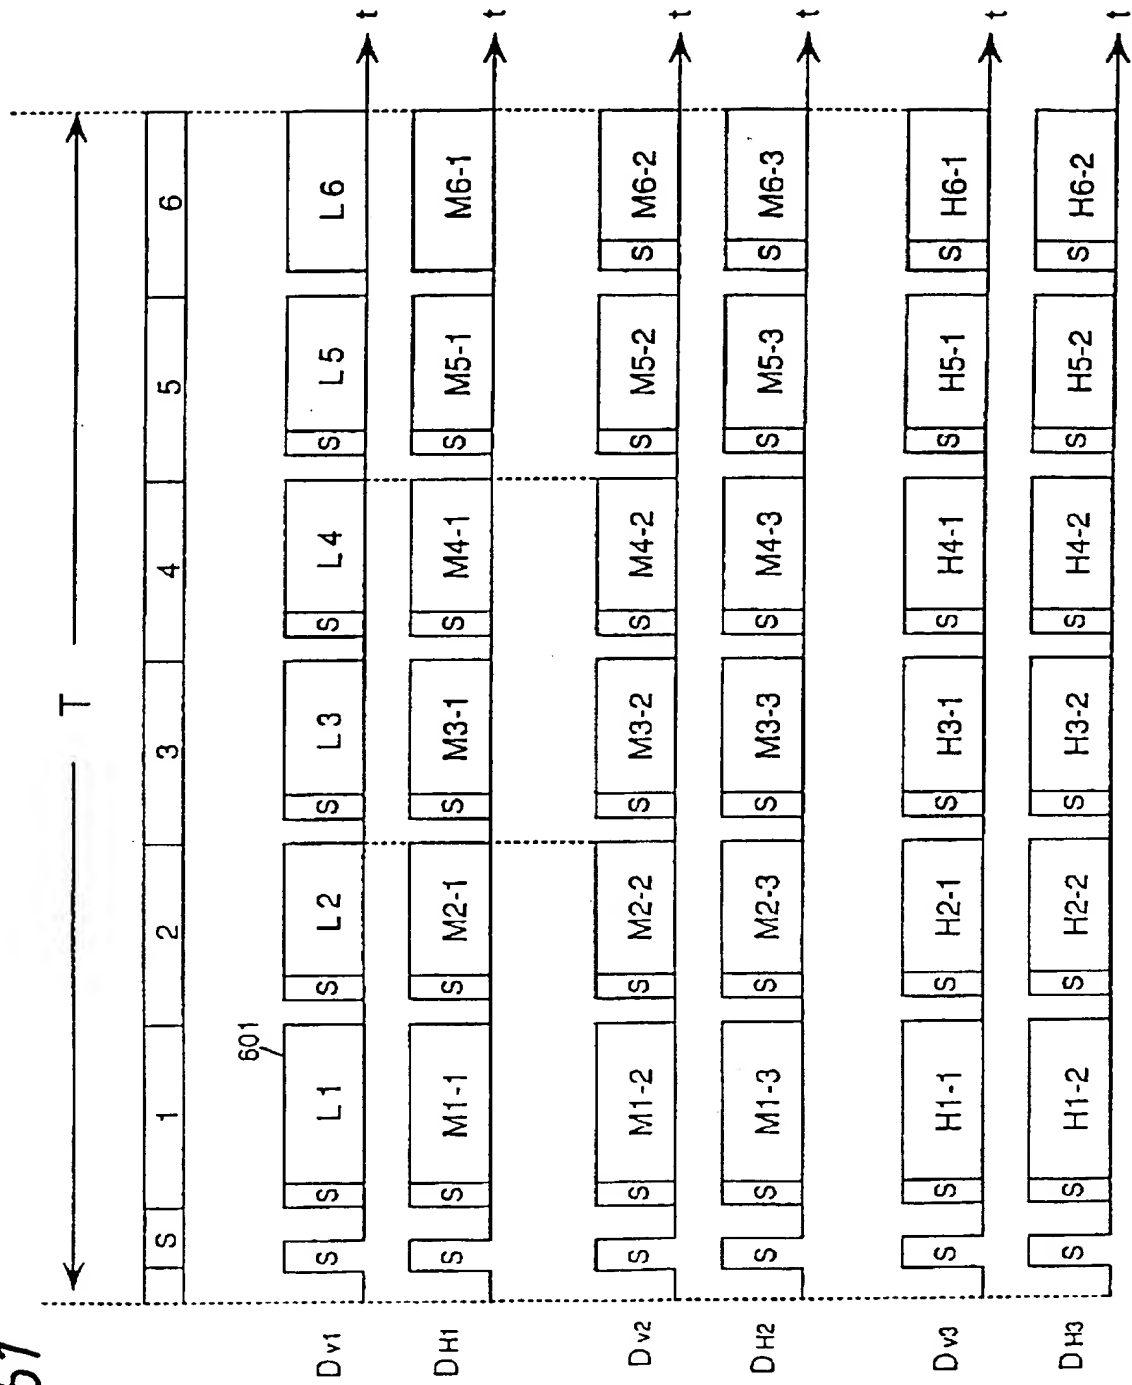 T
S 1 2 3 4 5 6
601
Dv1 S S L1 S L2 S L3 S L4 S L5 L6 t
DH1 S S M1-1 S M2-1 S M3-1 S M4-1 S M5-1 M6-1 t
Dv2 S S M1-2 S M2-2 S M3-2 S M4-2 S M5-2 S M6-2 t
DH2 S S M1-3 S M2-3 S M3-3 S M4-3 S M5-3 S M6-3 t
Dv3 S S H1-1 S H2-1 S H3-1 S H4-1 S H5-1 S H6-1 t
DH3 S S H1-2 S H2-2 S H3-2 S H4-2 S H5-2 S H6-2 t